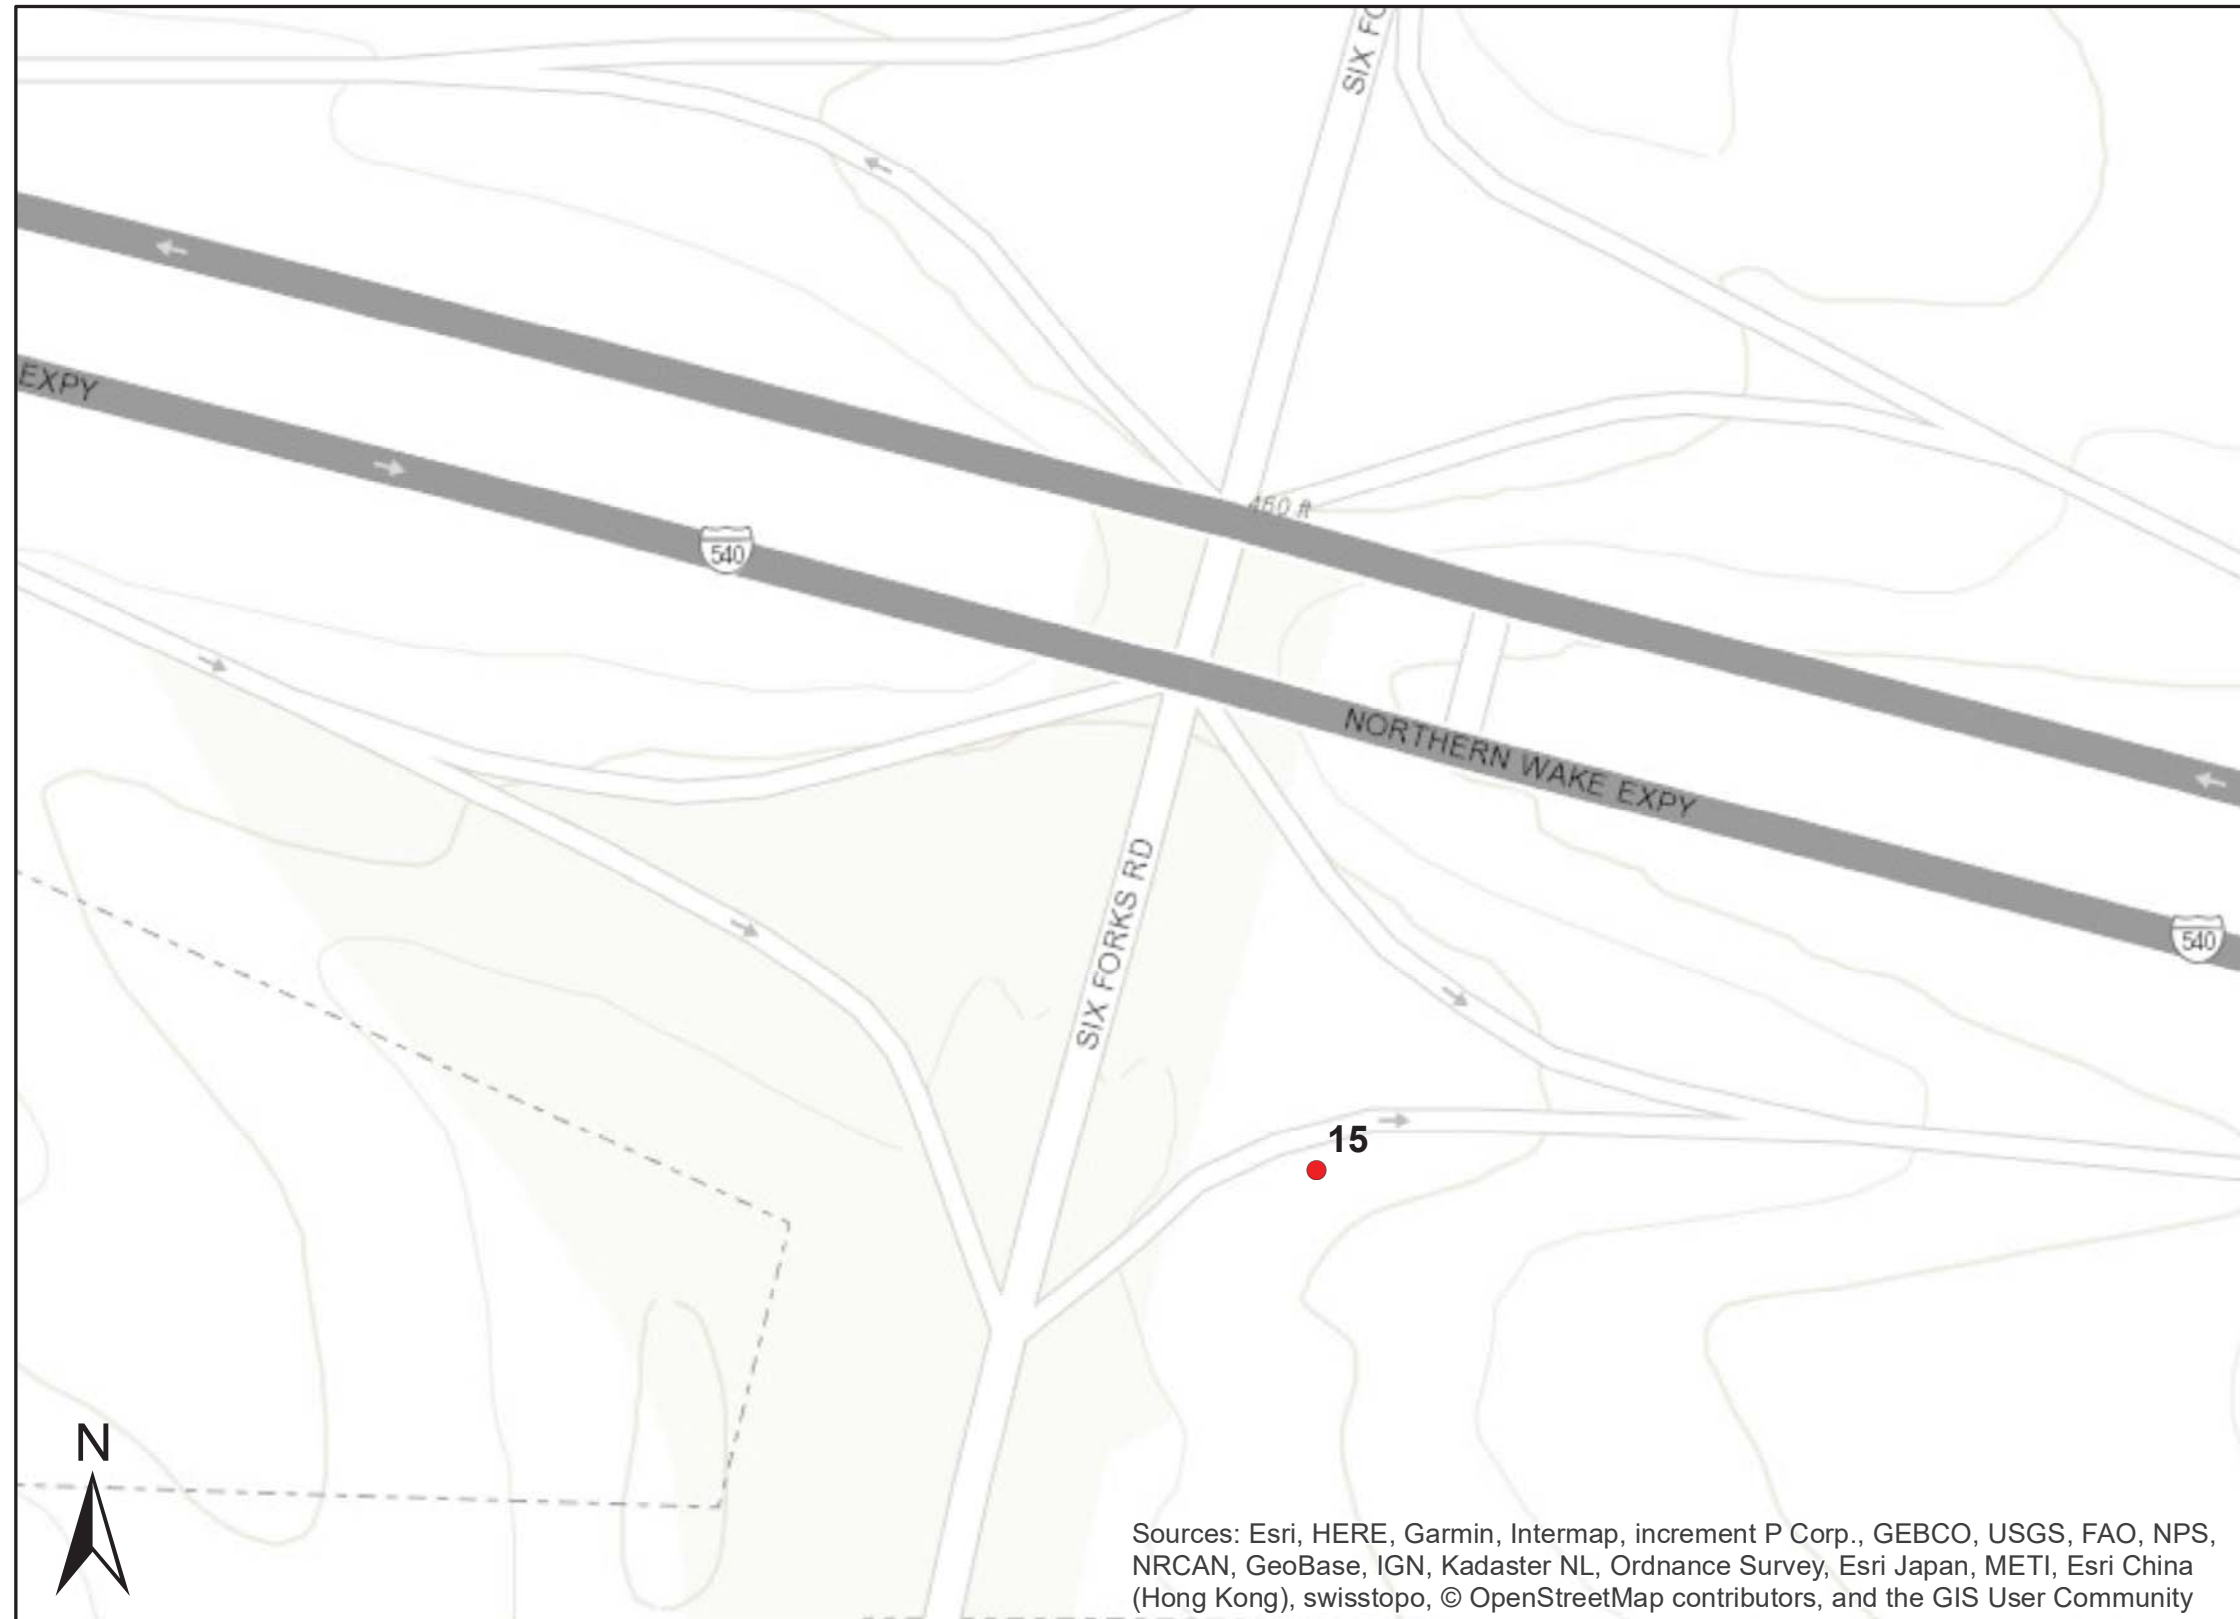 SIX FO
EXPY
450 ft
540
NORTHERN WAKE EXPY
SIX FORKS RD
540
15
N
Sources: Esri, HERE, Garmin, Intermap, increment P Corp., GEBCO, USGS, FAO, NPS,
NRCAN, GeoBase, IGN, Kadaster NL, Ordnance Survey, Esri Japan, METI, Esri China
(Hong Kong), swisstopo, © OpenStreetMap contributors, and the GIS User Community